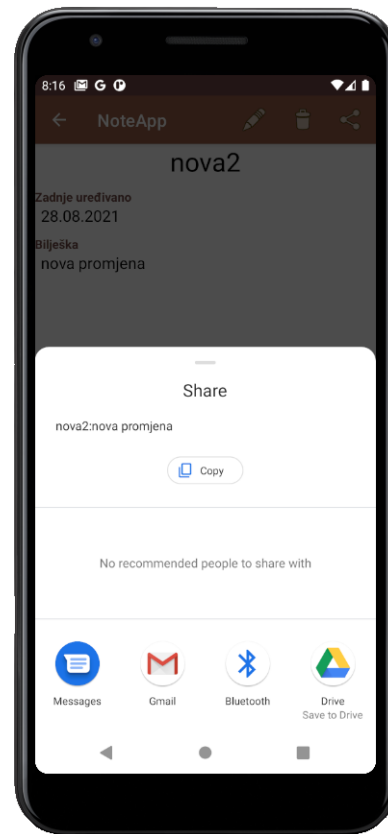 8:16
NoteApp
nova2
Zadnje uređivano
28.08.2021
Bilješka
nova promjena
Share
nova2:nova promjena
Copy
No recommended people to share with
Messages Gmail Bluetooth Drive
Save to Drive